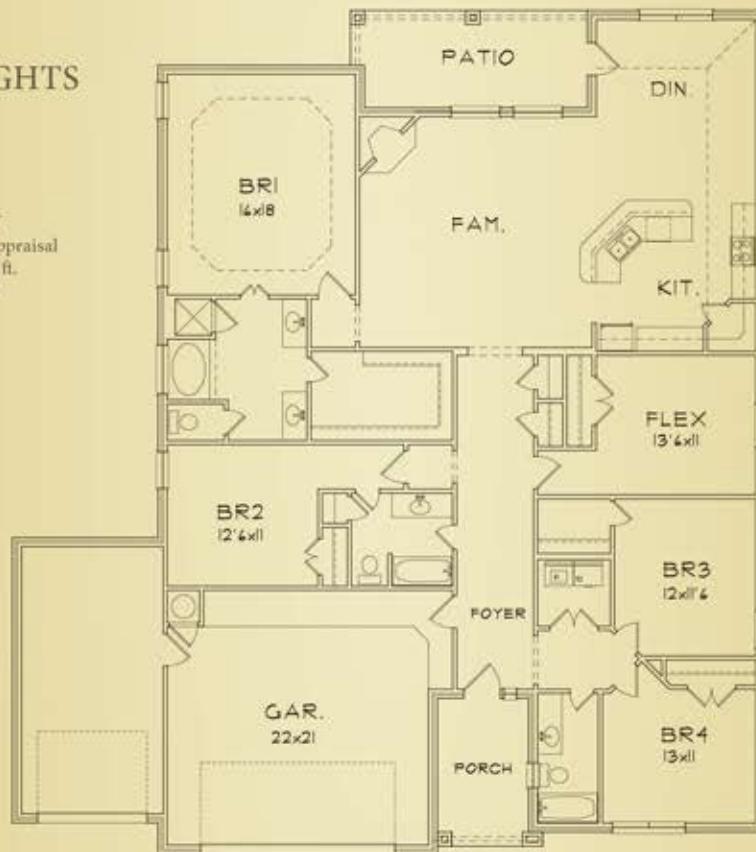 GHTS
ppraisal
ft.
PATIO
DIN.
BR1
16x18
FAM.
KIT.
FLEX
13'6x11
BR2
12'6x11
BR3
12x11'6
FOYER
GAR.
22x21
PORCH
BR4
13x11